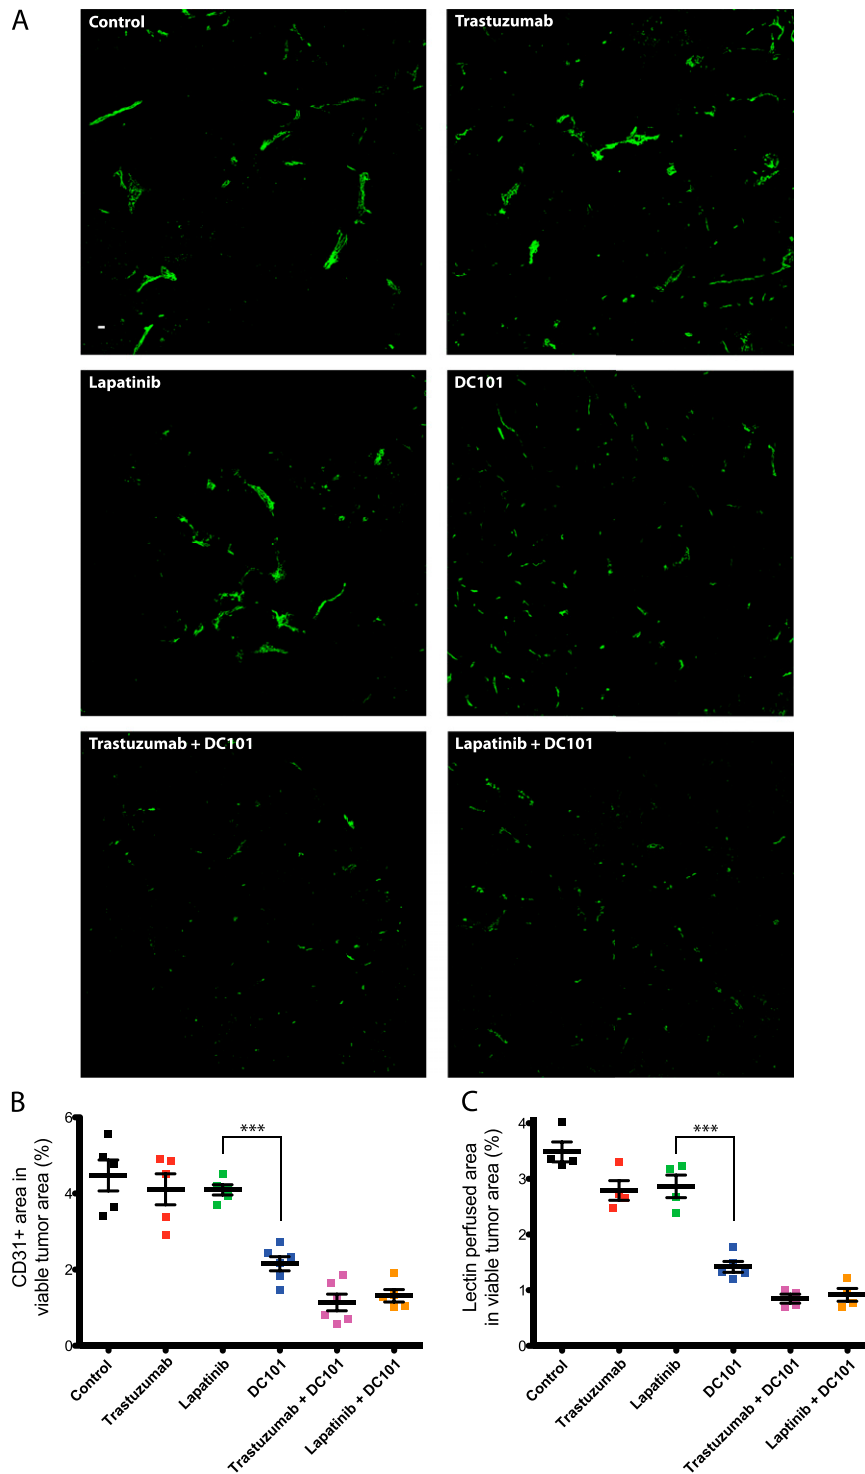 A
Control
Trastuzumab
Lapatinib
DC101
Trastuzumab + DC101
Lapatinib + DC101
B
CD31+ area in
viable tumor area (%)
6
4
2
0
***
Control
Trastuzumab
Lapatinib
DC101
Trastuzumab + DC101
Lapatinib + DC101
C
Lectin perfused area
in viable tumor area (%)
4
3
2
1
0
***
Control
Trastuzumab
Lapatinib
DC101
Trastuzumab + DC101
Laptinib + DC101